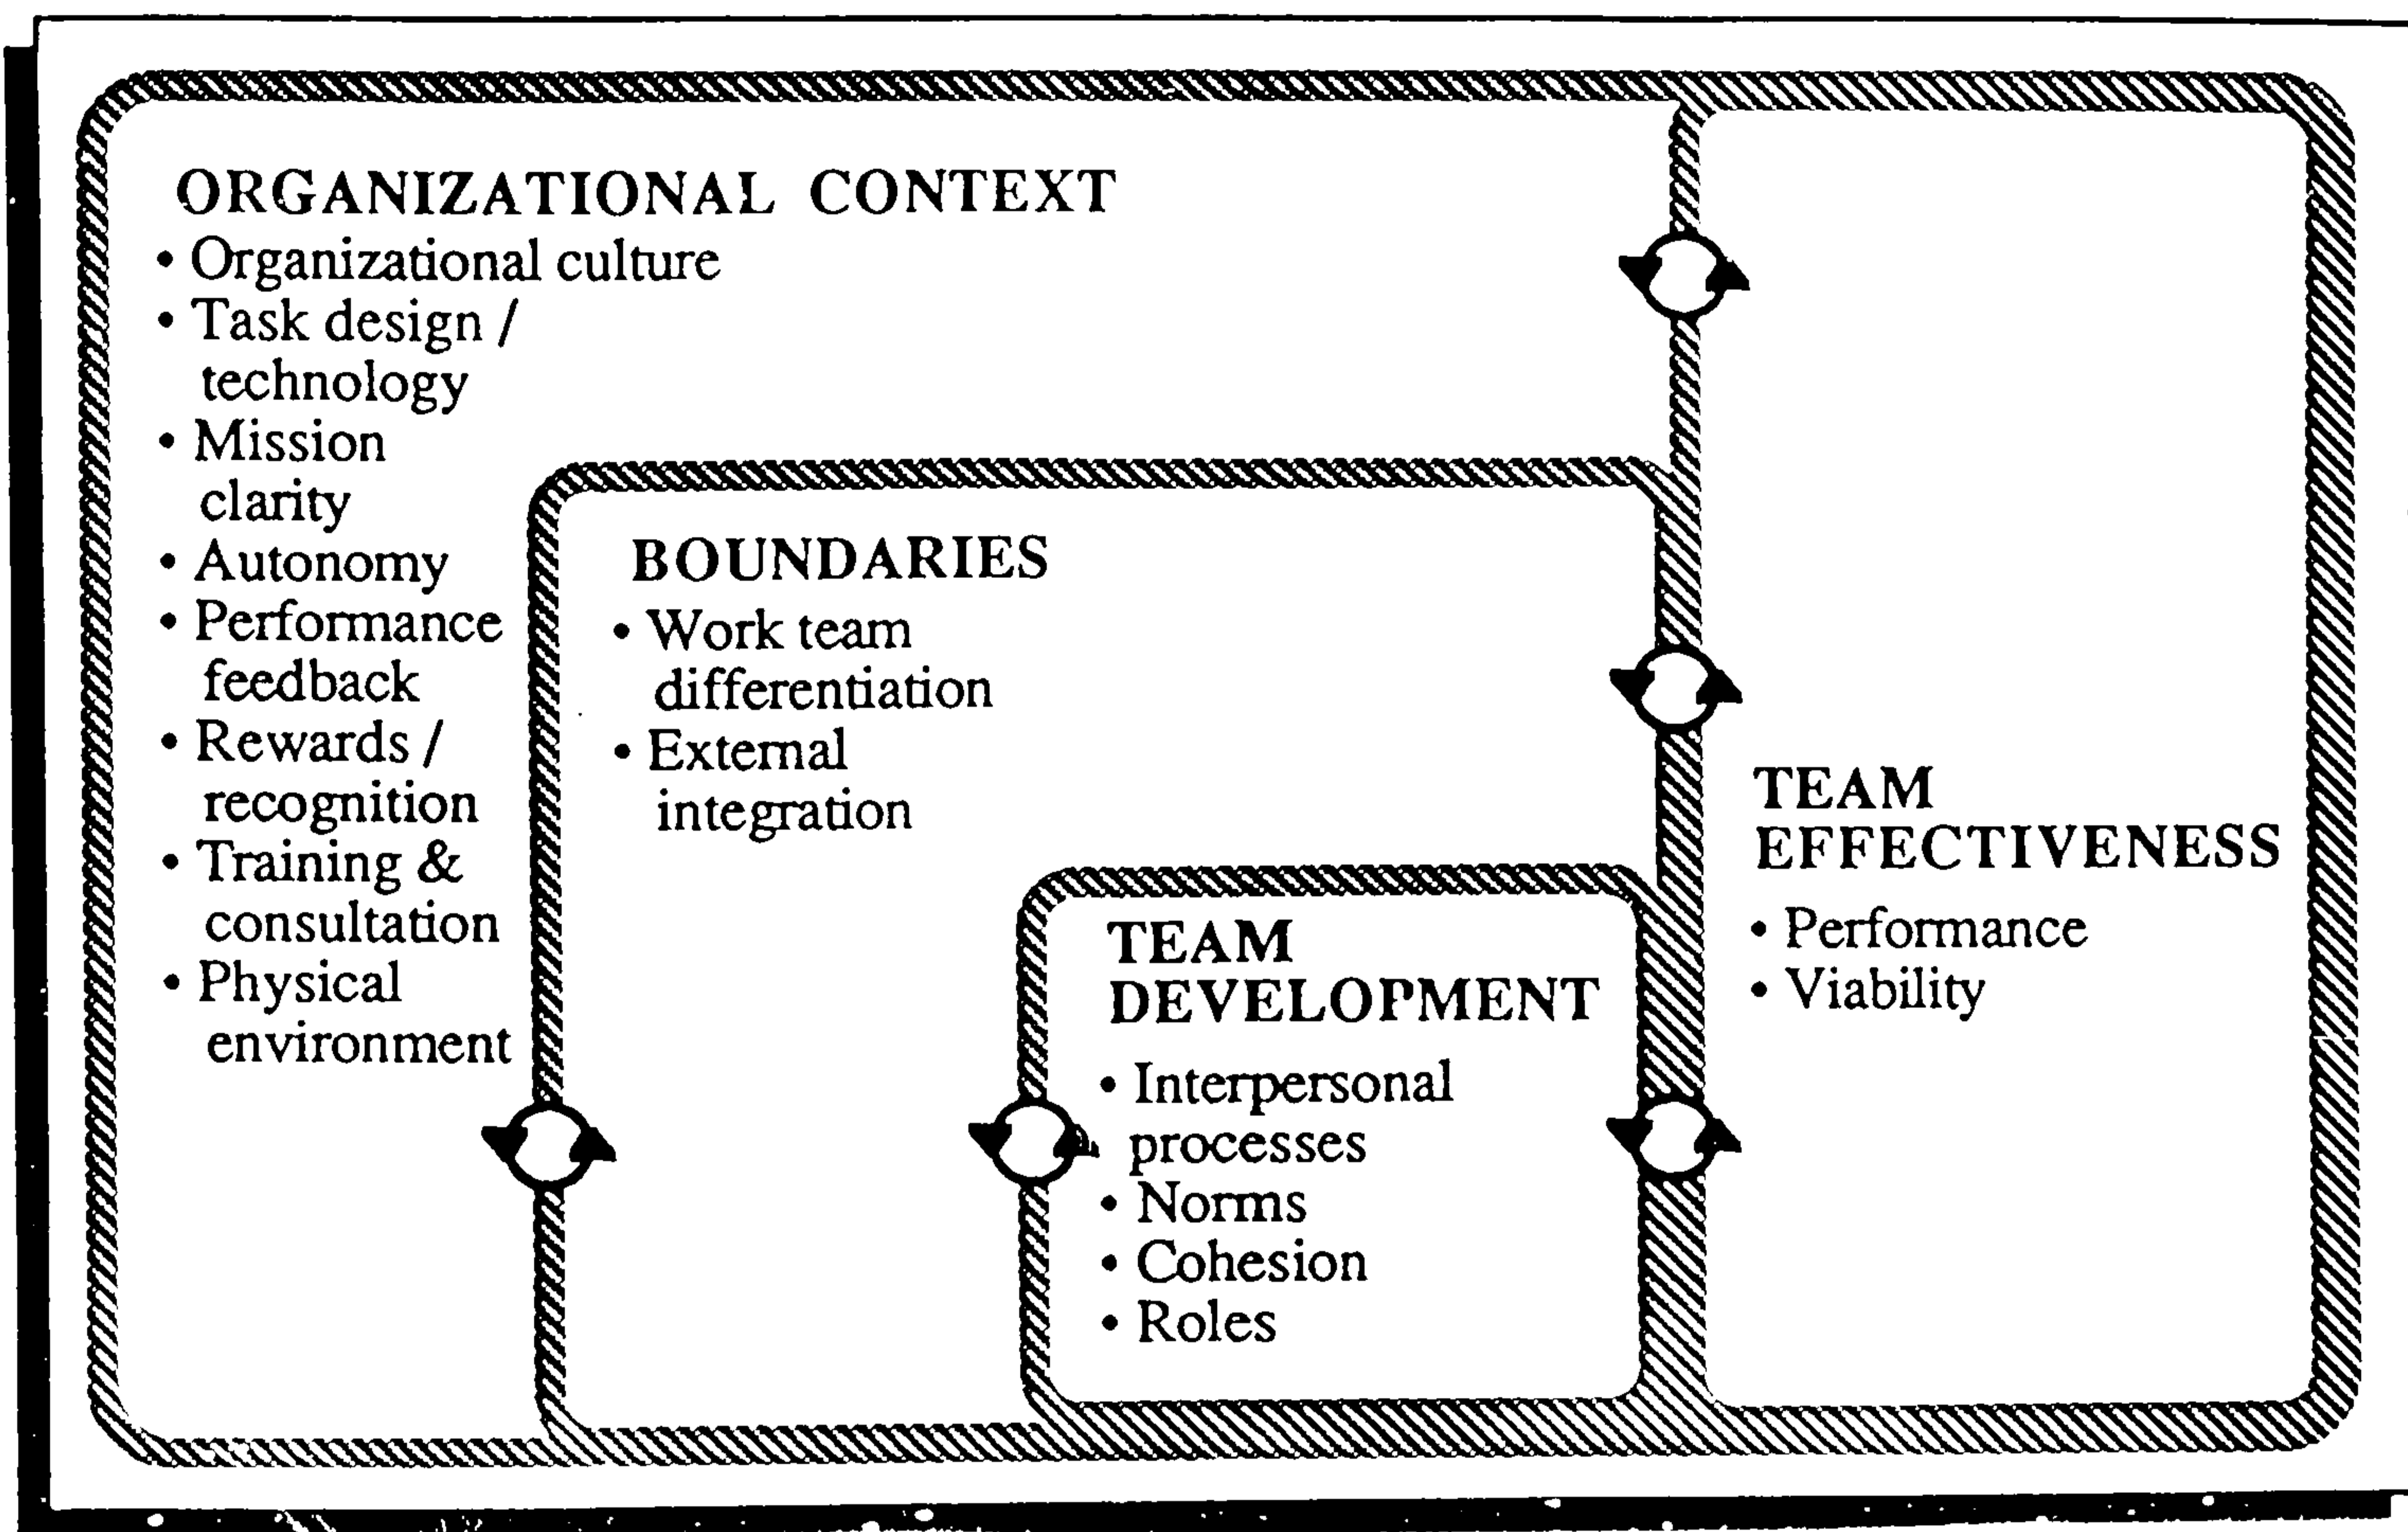 ORGANIZATIONAL CONTEXT
• Organizational culture
• Task design /
technology
• Mission
clarity
• Autonomy
• Performance
feedback
• Rewards /
recognition
• Training &
consultation
• Physical
environment
BOUNDARIES
• Work team
differentiation
• External
integration
TEAM
DEVELOPMENT
• Interpersonal
processes
• Norms
• Cohesion
• Roles
TEAM
EFFECTIVENESS
• Performance
• Viability